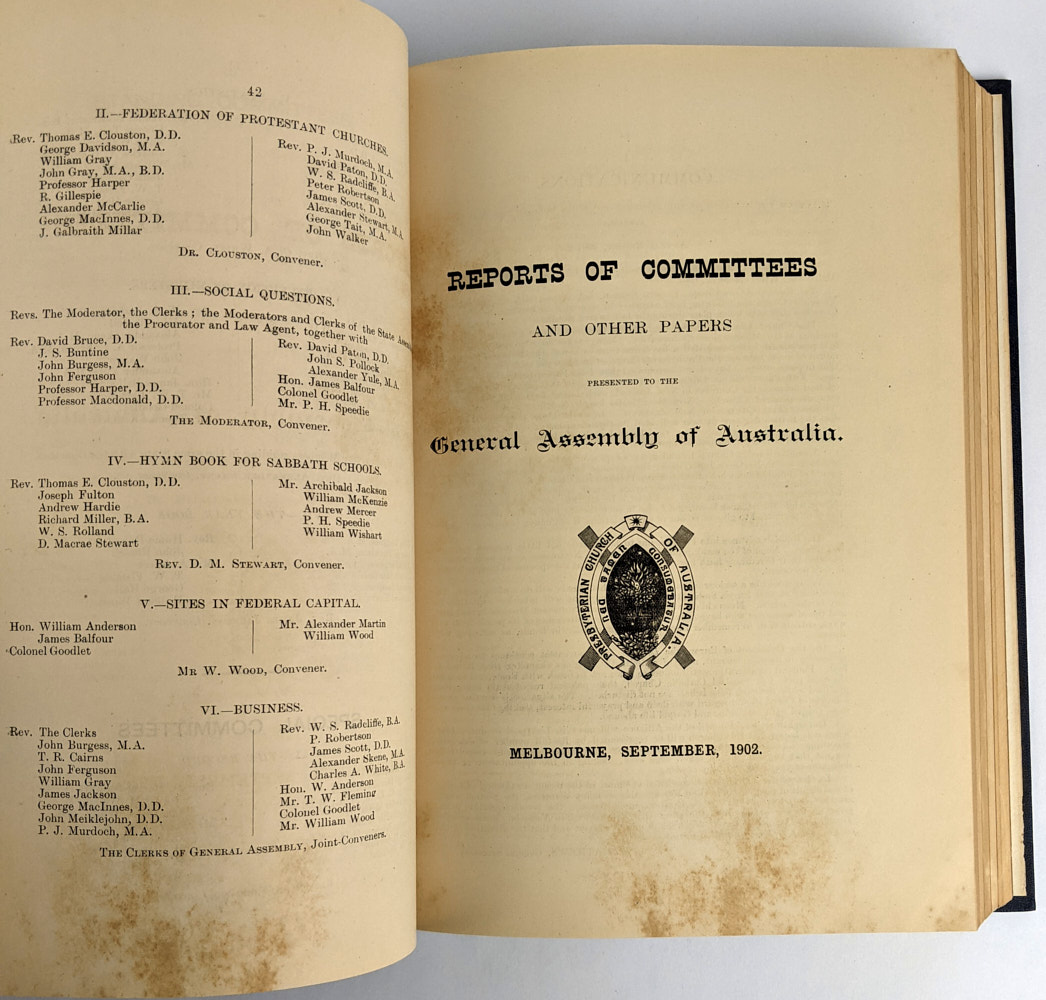 42
II.—FEDERATION OF PROTESTANT CHURCHES.
Rev. Thomas E. Clouston, D.D.
George Davidson, M.A.
William Gray
John Gray, M.A., B.D.
Professor Harper
R. Gillespie
Alexander McCarlie
George MacInnes, D.D.
J. Galbraith Millar
Rev. P. J. Murdoch, M.A.
David Paton, D.D.
W. S. Radcliffe, B.A.
Peter Robertson
James Scott, D.D.
Alexander Stewart, M.A.
George Tait, M.A.
John Walker
DR. CLOUSTON, Convener.
III.—SOCIAL QUESTIONS.
Revs. The Moderator, the Clerks ; the Moderators and Clerks of the State
the Procurator and Law Agent, together with
Rev. David Bruce, D.D.
J. S. Buntine
John Burgess, M.A.
John Ferguson
Professor Harper, D.D.
Professor Macdonald, D.D.
Rev. David Paton, D.D.
John S. Pollock
Alexander Yule, M.A.
Hon. James Balfour
Colonel Goodlet
Mr. P. H. Speedie
THE MODERATOR, Convener.
IV.—HYMN BOOK FOR SABBATH SCHOOLS.
Rev. Thomas E. Clouston, D.D.
Joseph Fulton
Andrew Hardie
Richard Miller, B.A.
W. S. Rolland
D. Macrae Stewart
Mr. Archibald Jackson
William McKenzie
Andrew Mercer
P. H. Speedie
William Wishart
REV. D. M. STEWART, Convener.
V.—SITES IN FEDERAL CAPITAL.
Hon. William Anderson
James Balfour
Colonel Goodlet
Mr. Alexander Martin
William Wood
MR W. WOOD, Convener.
VI.—BUSINESS.
Rev. The Clerks
John Burgess, M.A.
T. R. Cairns
John Ferguson
William Gray
James Jackson
George MacInnes, D.D.
John Meiklejohn, D.D.
P. J. Murdoch, M.A.
Rev. W. S. Radcliffe, B.A.
P. Robertson
James Scott, D.D.
Alexander Skene, M.A.
Charles A. White, B.A.
Hon. W. Anderson
Mr. T. W. Fleming
Colonel Goodlet
Mr. William Wood
THE CLERKS OF GENERAL ASSEMBLY, Joint-Conveners.
REPORTS OF COMMITTEES
AND OTHER PAPERS
PRESENTED TO THE
General Assembly of Australia.
PRESBYTERIAN CHURCH OF AUSTRALIA.
NEC TAMEN CONSUMEBATUR
MELBOURNE, SEPTEMBER, 1902.